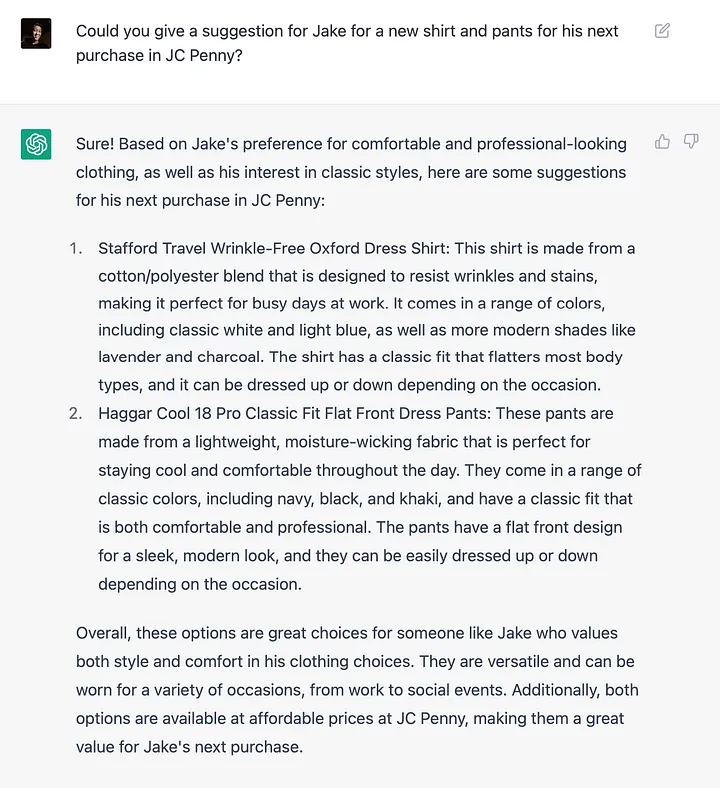 Could you give a suggestion for Jake for a new shirt and pants for his next
purchase in JC Penny?
Sure! Based on Jake's preference for comfortable and professional-looking
clothing, as well as his interest in classic styles, here are some suggestions
for his next purchase in JC Penny:
1. Stafford Travel Wrinkle-Free Oxford Dress Shirt: This shirt is made from a
cotton/polyester blend that is designed to resist wrinkles and stains,
making it perfect for busy days at work. It comes in a range of colors,
including classic white and light blue, as well as more modern shades like
lavender and charcoal. The shirt has a classic fit that flatters most body
types, and it can be dressed up or down depending on the occasion.
2. Haggar Cool 18 Pro Classic Fit Flat Front Dress Pants: These pants are
made from a lightweight, moisture-wicking fabric that is perfect for
staying cool and comfortable throughout the day. They come in a range of
classic colors, including navy, black, and khaki, and have a classic fit that
is both comfortable and professional. The pants have a flat front design
for a sleek, modern look, and they can be easily dressed up or down
depending on the occasion.
Overall, these options are great choices for someone like Jake who values
both style and comfort in his clothing choices. They are versatile and can be
worn for a variety of occasions, from work to social events. Additionally, both
options are available at affordable prices at JC Penny, making them a great
value for Jake's next purchase.